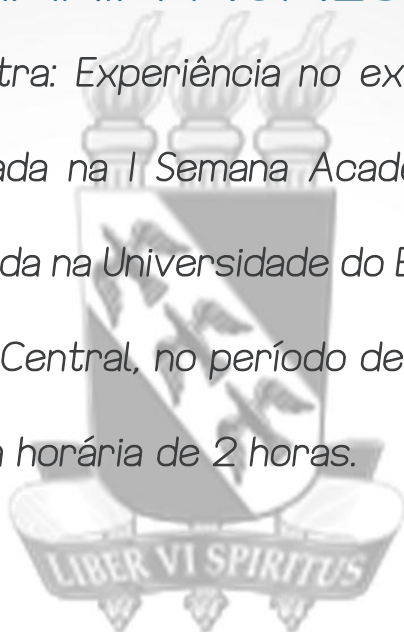 tra: Experiência no ex
ada na I Semana Acad
da na Universidade do E
Central, no período de
a horária de 2 horas.
LIBER VI SPIRITUS